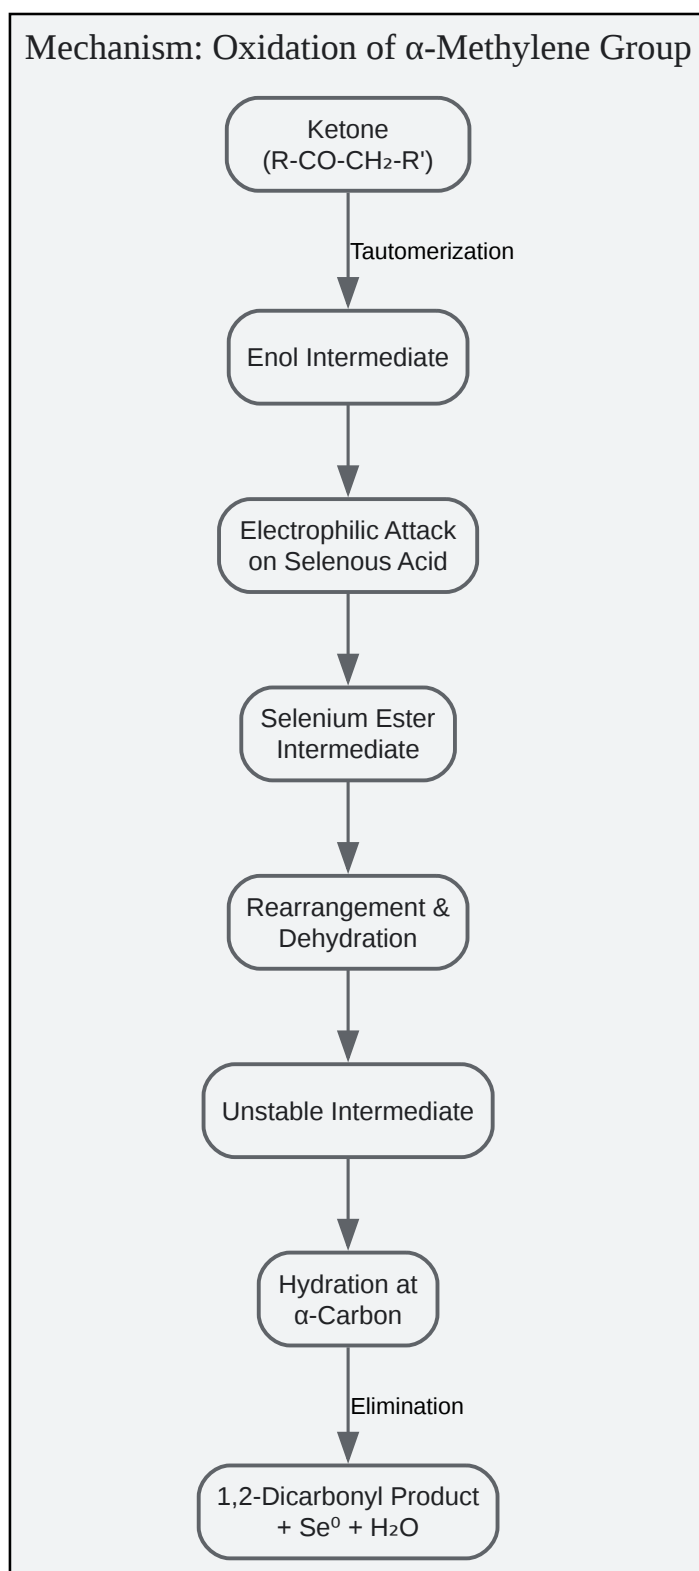 Mechanism: Oxidation of α-Methylene Group
Ketone
(R-CO-CH₂-R')
Tautomerization
Enol Intermediate
Electrophilic Attack
on Selenous Acid
Selenium Ester
Intermediate
Rearrangement &
Dehydration
Unstable Intermediate
Hydration at
α-Carbon
Elimination
1,2-Dicarbonyl Product
+ Se⁰ + H₂O